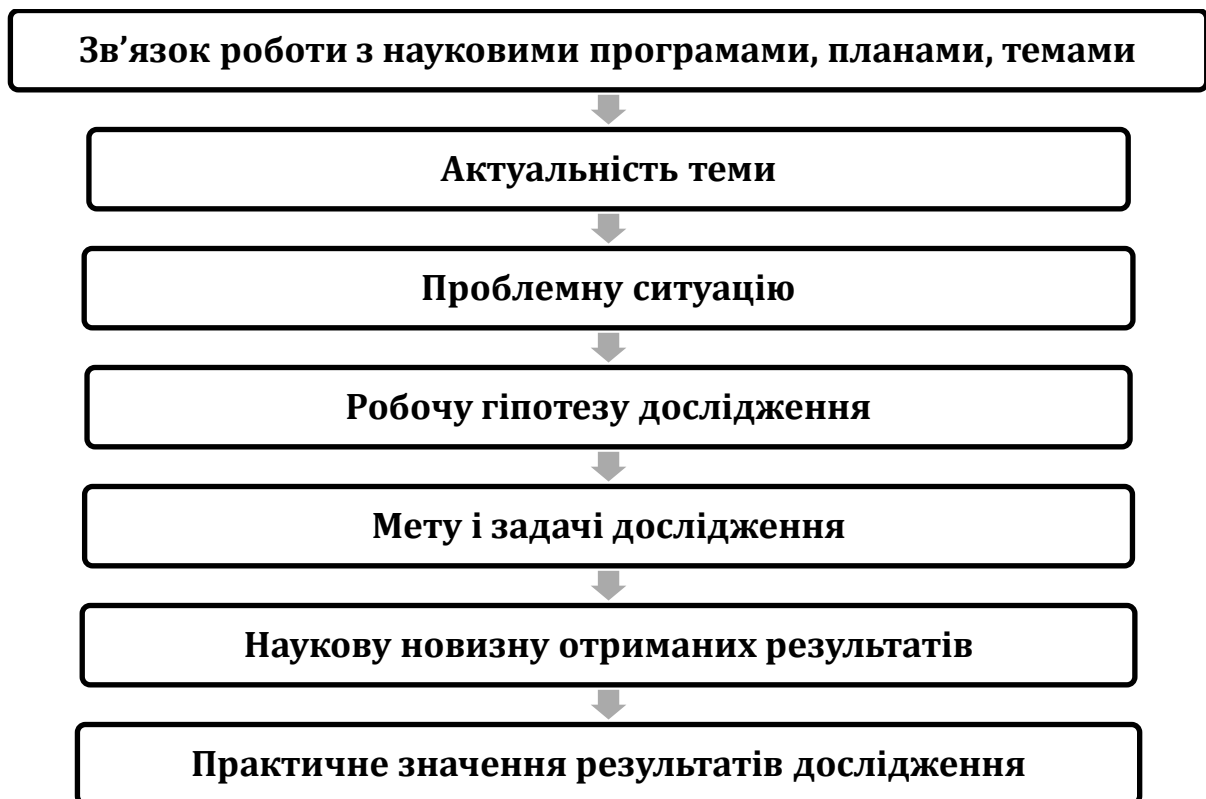 Зв’язок роботи з науковими програмами, планами, темами
Актуальність теми
Проблемну ситуацію
Робочу гіпотезу дослідження
Мету і задачі дослідження
Наукову новизну отриманих результатів
Практичне значення результатів дослідження